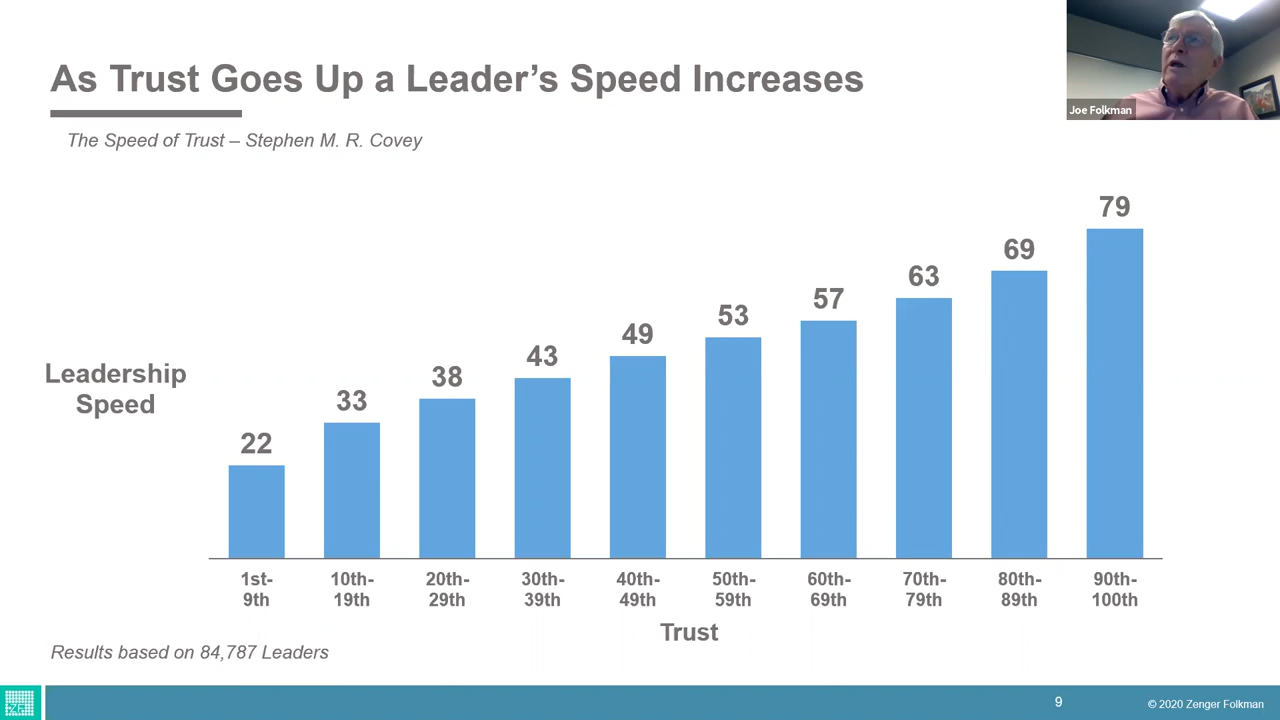 As Trust Goes Up a Leader’s Speed Increases
Joe Folkman
The Speed of Trust – Stephen M. R. Covey
Leadership
Speed
22
33
38
43
49
53
57
63
69
79
1st-
9th
10th-
19th
20th-
29th
30th-
39th
40th-
49th
50th-
59th
60th-
69th
70th-
79th
80th-
89th
90th-
100th
Trust
Results based on 84,787 Leaders
ZF
9
© 2020 Zenger Folkman